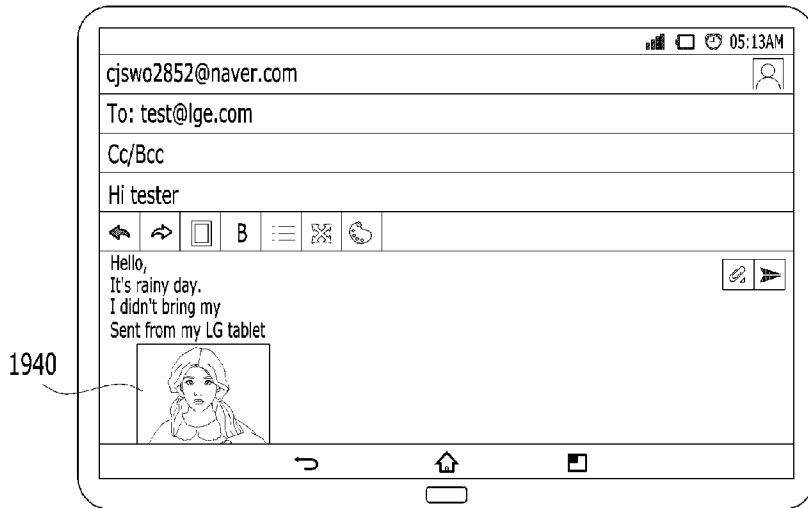 05:13AM
cjswo2852@naver.com
To: test@lge.com
Cc/Bcc
Hi tester
B
Hello,
It's rainy day.
I didn't bring my
Sent from my LG tablet
1940